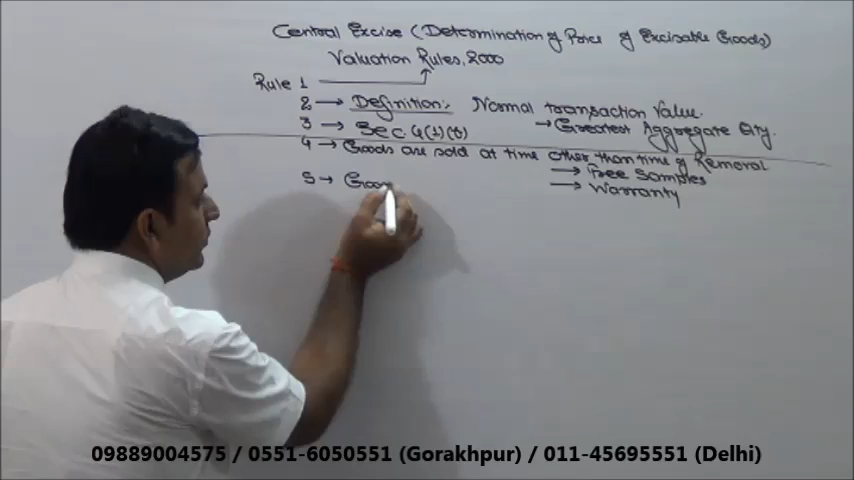 Central Excise (Determination of Price of Excisable Goods)
Valuation Rules, 2000
Rule 1
2 → Definition:- Normal transaction Value.
→ Greatest Aggregate Qty.
3 → Sec 4(1)(b)
4 → Goods are sold at time other than time of Removal
→ Free Samples
→ Warranty
5 → Goo
09889004575 / 0551-6050551 (Gorakhpur) / 011-45695551 (Delhi)